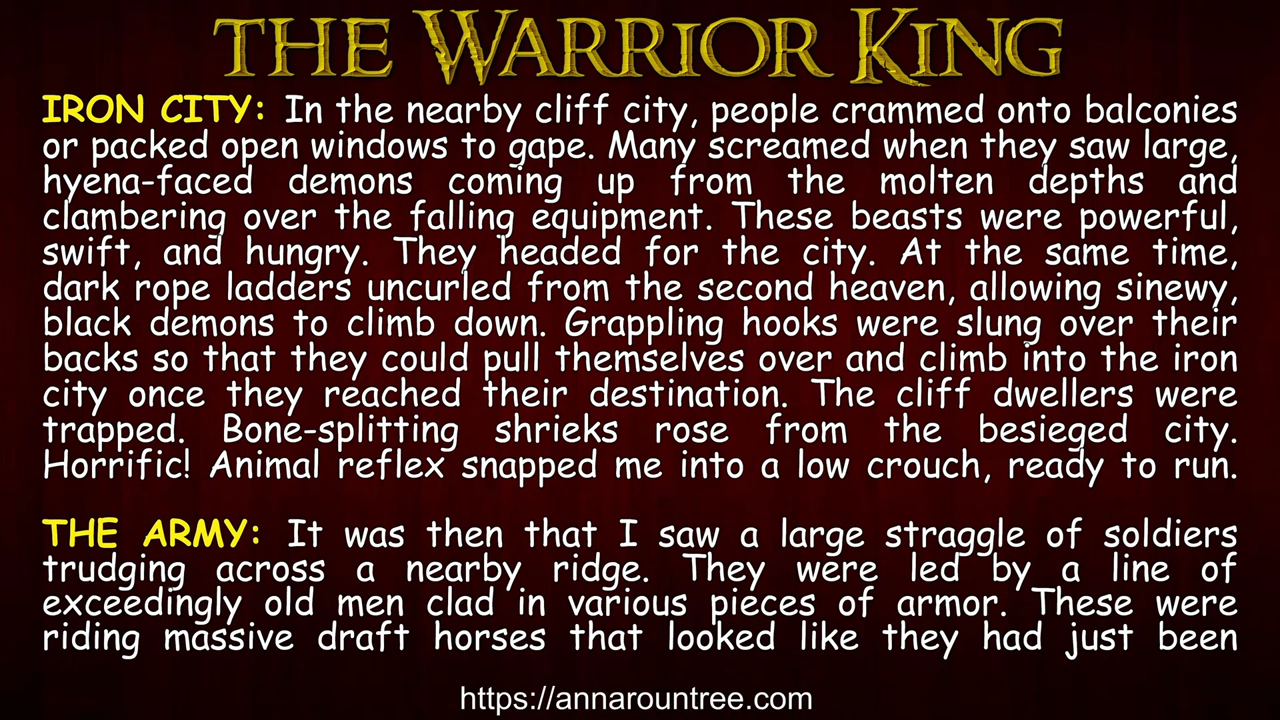 THE WARRIOR KING
IRON CITY: In the nearby cliff city, people crammed onto balconies
or packed open windows to gape. Many screamed when they saw large,
hyena-faced demons coming up from the molten depths and
clambering over the falling equipment. These beasts were powerful,
swift, and hungry. They headed for the city. At the same time,
dark rope ladders uncurled from the second heaven, allowing sinewy,
black demons to climb down. Grappling hooks were slung over their
backs so that they could pull themselves over and climb into the iron
city once they reached their destination. The cliff dwellers were
trapped. Bone-splitting shrieks rose from the besieged city.
Horrific! Animal reflex snapped me into a low crouch, ready to run.
THE ARMY: It was then that I saw a large straggle of soldiers
trudging across a nearby ridge. They were led by a line of
exceedingly old men clad in various pieces of armor. These were
riding massive draft horses that looked like they had just been
https://annarountree.com